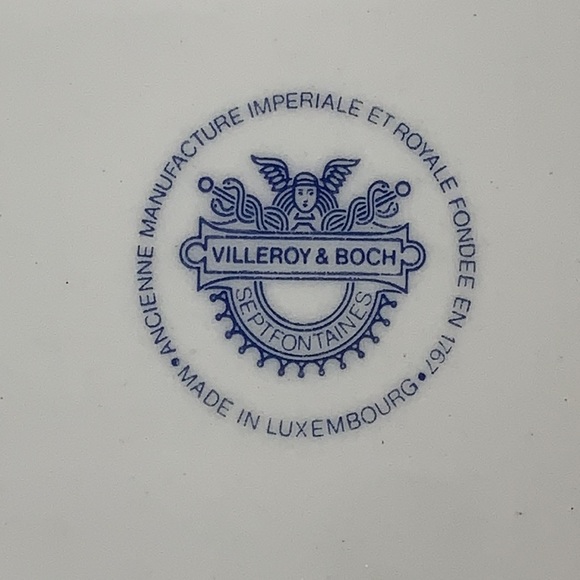 ANCIENNE MANUFACTURE IMPERIALE ET ROYALE FONDEE EN 1767
VILLEROY & BOCH
SEPTFONTAINES
• MADE IN LUXEMBOURG •